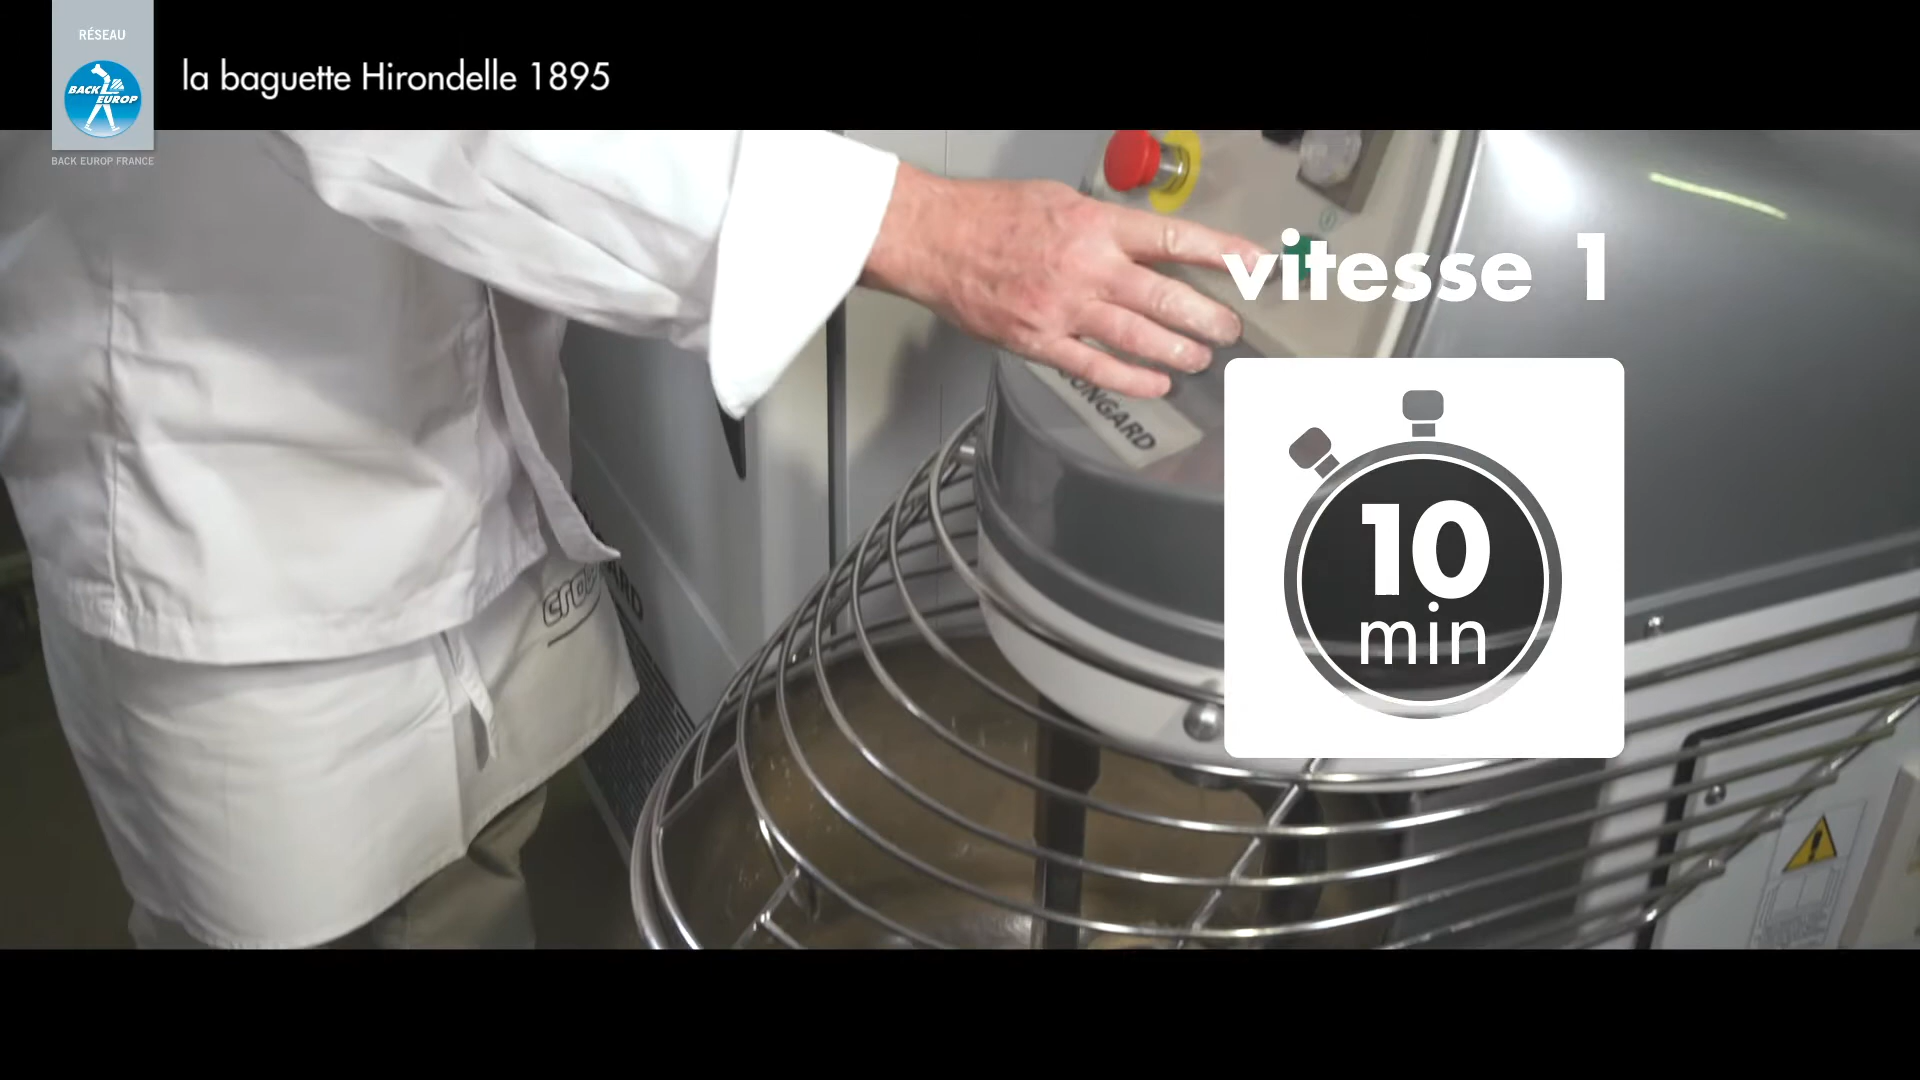 RÉSEAU
BACK
EUROP
BACK EUROP FRANCE
la baguette Hirondelle 1895
vitesse 1
10
min